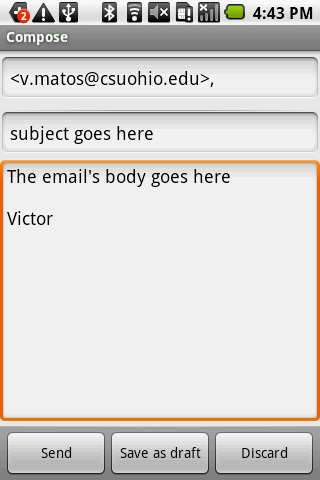 2
4:43 PM
Compose
<v.matos@csuohio.edu>,
subject goes here
The email's body goes here
Victor
Send
Save as draft
Discard